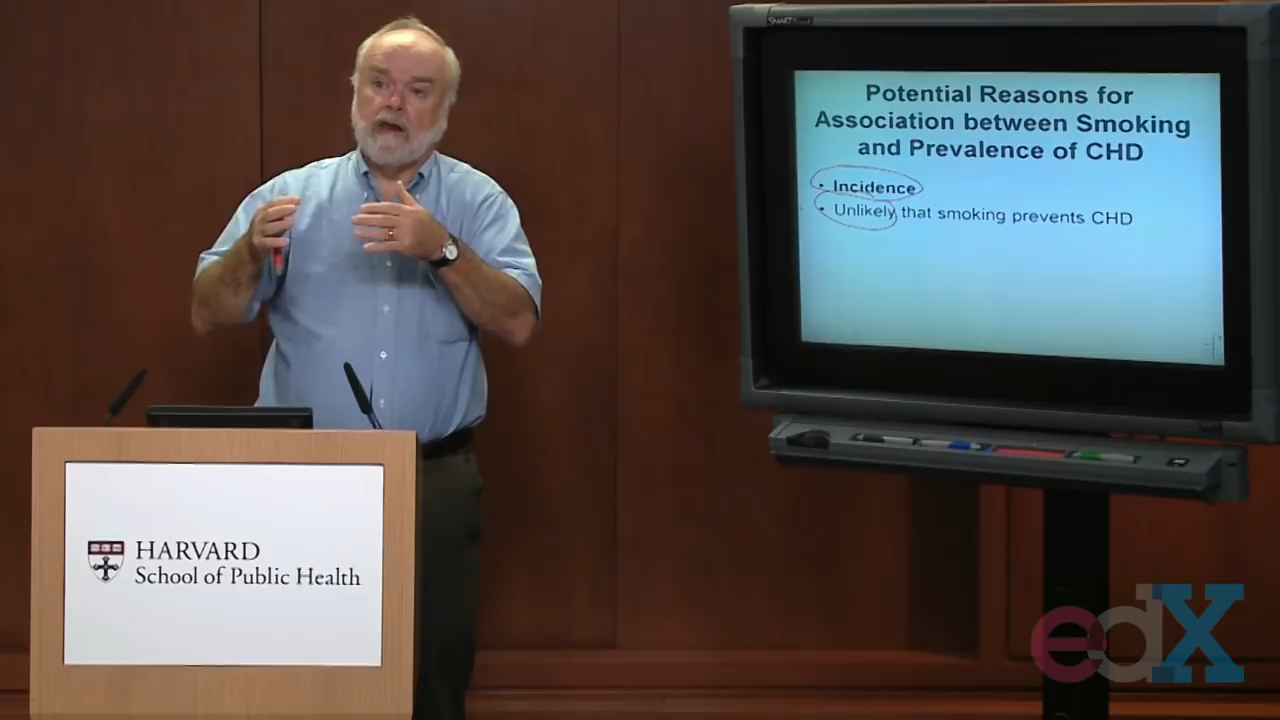 Potential Reasons for
Association between Smoking
and Prevalence of CHD
• Incidence
• Unlikely that smoking prevents CHD
HARVARD
School of Public Health
edX